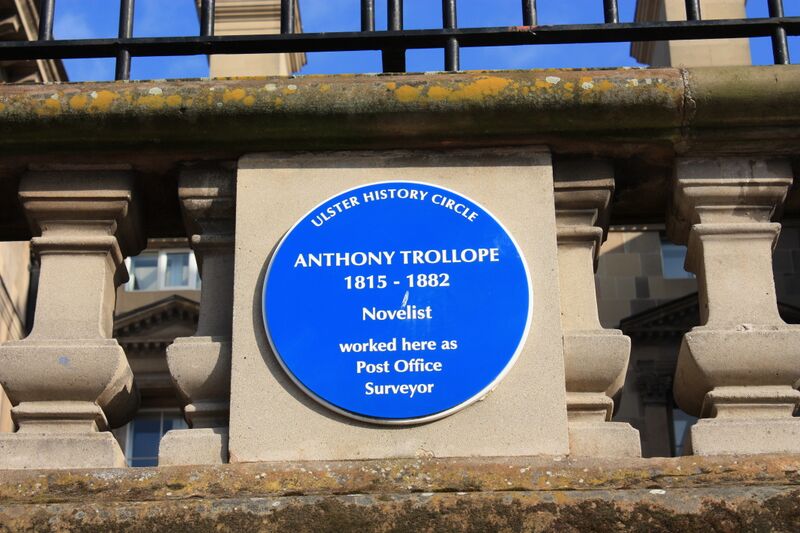 ULSTER HISTORY CIRCLE
ANTHONY TROLLOPE
1815 - 1882
Novelist
worked here as
Post Office
Surveyor